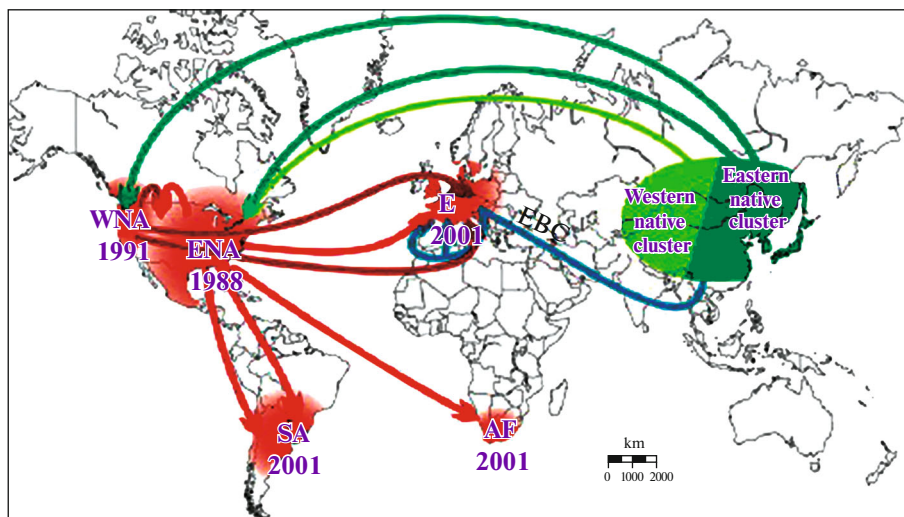 Western
native
cluster
Eastern
native
cluster
WNA
1991
ENA
1988
E
2001
EBC
SA
2001
AF
2001
km
0 1000 2000